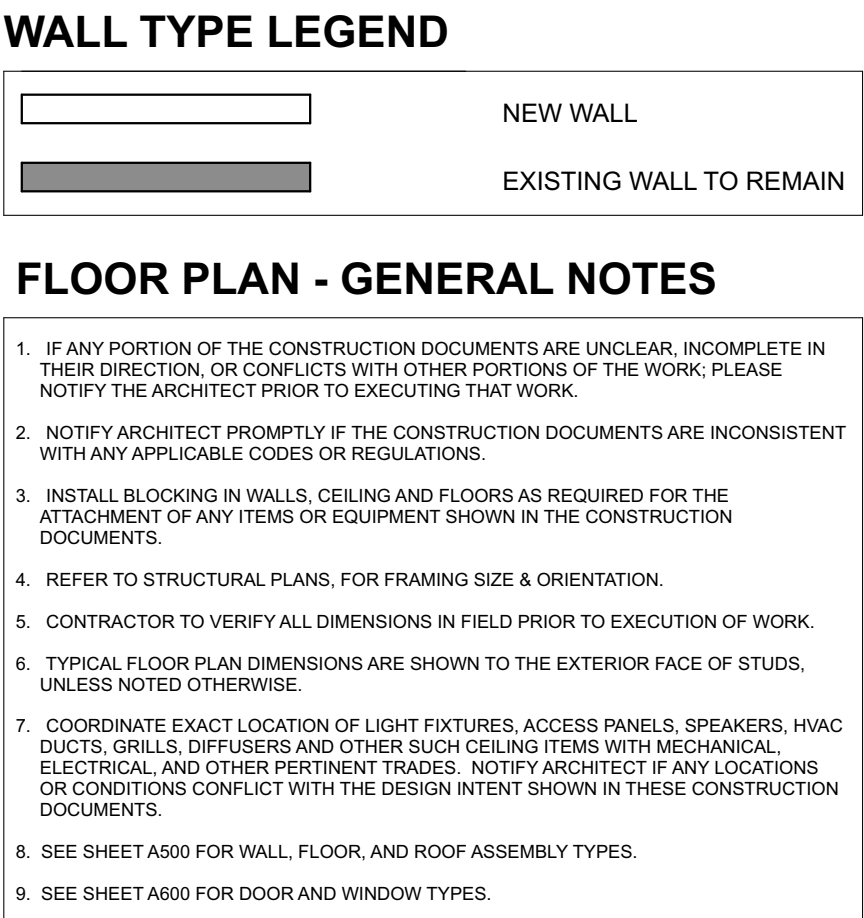 WALL TYPE LEGEND
NEW WALL
EXISTING WALL TO REMAIN
FLOOR PLAN - GENERAL NOTES
1. IF ANY PORTION OF THE CONSTRUCTION DOCUMENTS ARE UNCLEAR, INCOMPLETE IN
THEIR DIRECTION, OR CONFLICTS WITH OTHER PORTIONS OF THE WORK; PLEASE
NOTIFY THE ARCHITECT PRIOR TO EXECUTING THAT WORK.
2. NOTIFY ARCHITECT PROMPTLY IF THE CONSTRUCTION DOCUMENTS ARE INCONSISTENT
WITH ANY APPLICABLE CODES OR REGULATIONS.
3. INSTALL BLOCKING IN WALLS, CEILING AND FLOORS AS REQUIRED FOR THE
ATTACHMENT OF ANY ITEMS OR EQUIPMENT SHOWN IN THE CONSTRUCTION
DOCUMENTS.
4. REFER TO STRUCTURAL PLANS, FOR FRAMING SIZE & ORIENTATION.
5. CONTRACTOR TO VERIFY ALL DIMENSIONS IN FIELD PRIOR TO EXECUTION OF WORK.
6. TYPICAL FLOOR PLAN DIMENSIONS ARE SHOWN TO THE EXTERIOR FACE OF STUDS,
UNLESS NOTED OTHERWISE.
7. COORDINATE EXACT LOCATION OF LIGHT FIXTURES, ACCESS PANELS, SPEAKERS, HVAC
DUCTS, GRILLS, DIFFUSERS AND OTHER SUCH CEILING ITEMS WITH MECHANICAL,
ELECTRICAL, AND OTHER PERTINENT TRADES. NOTIFY ARCHITECT IF ANY LOCATIONS
OR CONDITIONS CONFLICT WITH THE DESIGN INTENT SHOWN IN THESE CONSTRUCTION
DOCUMENTS.
8. SEE SHEET A500 FOR WALL, FLOOR, AND ROOF ASSEMBLY TYPES.
9. SEE SHEET A600 FOR DOOR AND WINDOW TYPES.